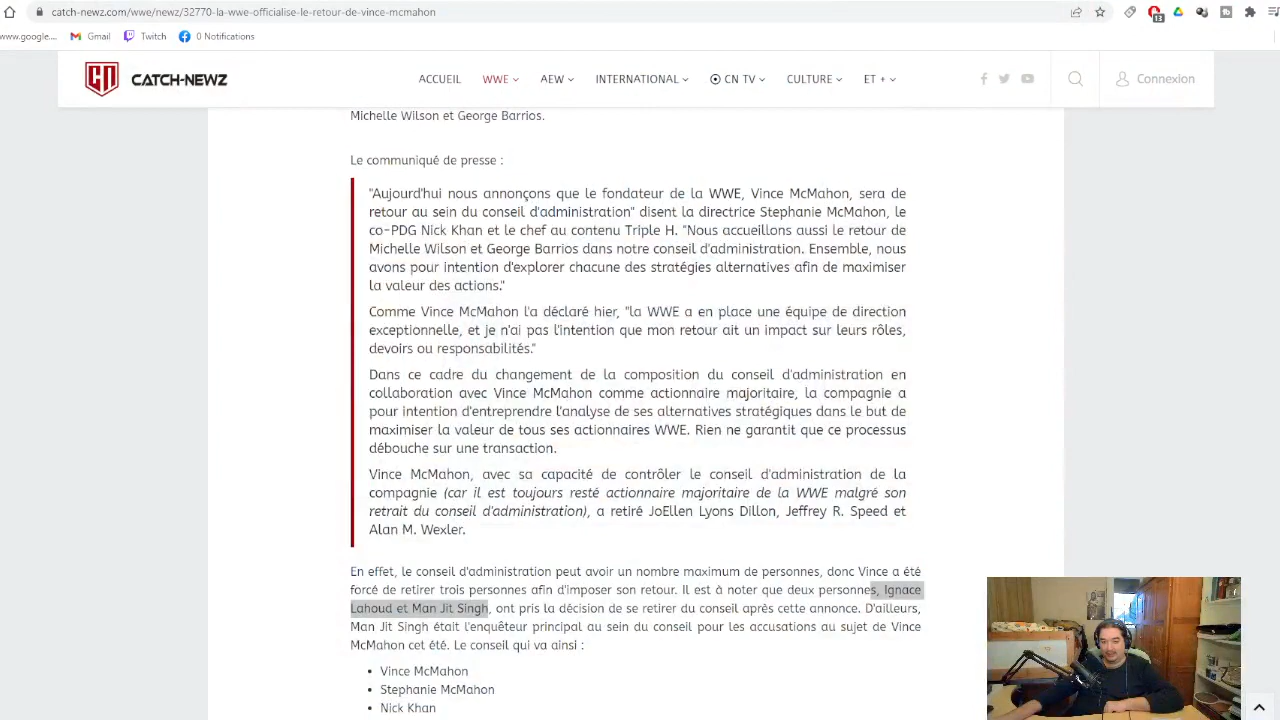 catch-newz.com/wwe/newz/32770-la-wwe-officialise-le-retour-de-vince-mcmahon
13
www.google.... Gmail Twitch 0 Notifications
CATCH-NEWZ ACCUEIL WWE AEW INTERNATIONAL CN TV CULTURE ET + Connexion
Michelle Wilson et George Barrios.
Le communiqué de presse :
"Aujourd'hui nous annonçons que le fondateur de la WWE, Vince McMahon, sera de
retour au sein du conseil d'administration" disent la directrice Stephanie McMahon, le
co-PDG Nick Khan et le chef au contenu Triple H. "Nous accueillons aussi le retour de
Michelle Wilson et George Barrios dans notre conseil d'administration. Ensemble, nous
avons pour intention d'explorer chacune des stratégies alternatives afin de maximiser
la valeur des actions."
Comme Vince McMahon l'a déclaré hier, "la WWE a en place une équipe de direction
exceptionnelle, et je n'ai pas l'intention que mon retour ait un impact sur leurs rôles,
devoirs ou responsabilités."
Dans ce cadre du changement de la composition du conseil d'administration en
collaboration avec Vince McMahon comme actionnaire majoritaire, la compagnie a
pour intention d'entreprendre l'analyse de ses alternatives stratégiques dans le but de
maximiser la valeur de tous ses actionnaires WWE. Rien ne garantit que ce processus
débouche sur une transaction.
Vince McMahon, avec sa capacité de contrôler le conseil d'administration de la
compagnie (car il est toujours resté actionnaire majoritaire de la WWE malgré son
retrait du conseil d'administration), a retiré JoEllen Lyons Dillon, Jeffrey R. Speed et
Alan M. Wexler.
En effet, le conseil d'administration peut avoir un nombre maximum de personnes, donc Vince a été
forcé de retirer trois personnes afin d'imposer son retour. Il est à noter que deux personnes, Ignace
Lahoud et Man Jit Singh, ont pris la décision de se retirer du conseil après cette annonce. D'ailleurs,
Man Jit Singh était l'enquêteur principal au sein du conseil pour les accusations au sujet de Vince
McMahon cet été. Le conseil qui va ainsi :
• Vince McMahon
• Stephanie McMahon
• Nick Khan